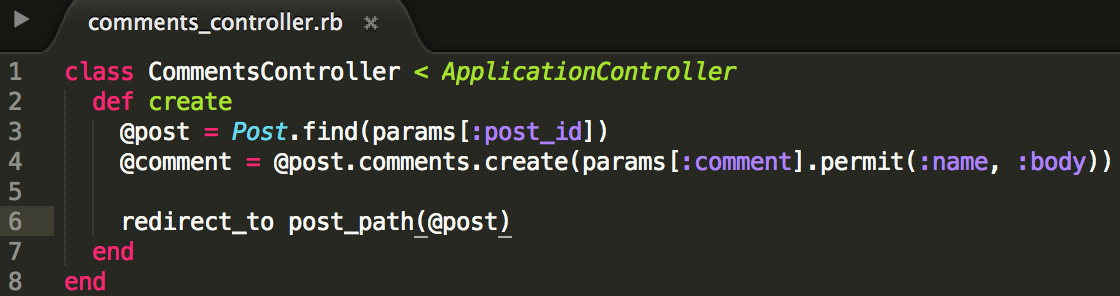 comments_controller.rb ×
1 class CommentsController < ApplicationController
2   def create
3     @post = Post.find(params[:post_id])
4     @comment = @post.comments.create(params[:comment].permit(:name, :body))
5
6     redirect_to post_path(@post)
7   end
8 end